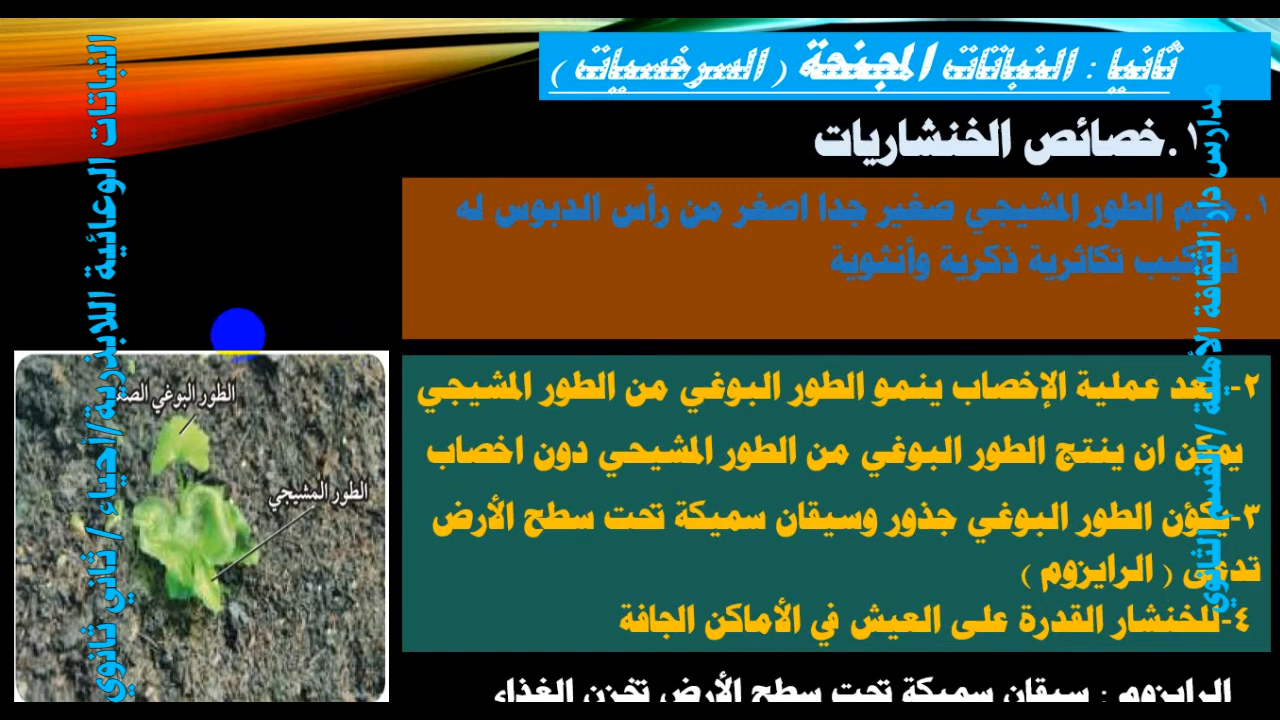 ثانيا : النباتات المجنحة ( السرخسيات )
١.خصائص الخنشاريات
١.حجم الطور المشيجي صغير جدا اصغر من رأس الدبوس له
تراكيب تكاثرية ذكرية وأنثوية
٢-بعد عملية الإخصاب ينمو الطور البوغي من الطور المشيجي
يمكن ان ينتج الطور البوغي من الطور المشيجي دون اخصاب
٣-يكؤن الطور البوغي جذور وسيقان سميكة تحت سطح الأرض
تدعى ( الرايزوم )
٤-للخنشار القدرة على العيش في الأماكن الجافة
الرايزوم : سيقان سميكة تحت سطح الأرض تخزن الغذاء
الطور البوغي
الطور المشيجي
النباتات الوعائية اللابذرية/أحياء/ ثاني ثانوي
مدارس دار الثقافة الأهلية /القسم الثانوي